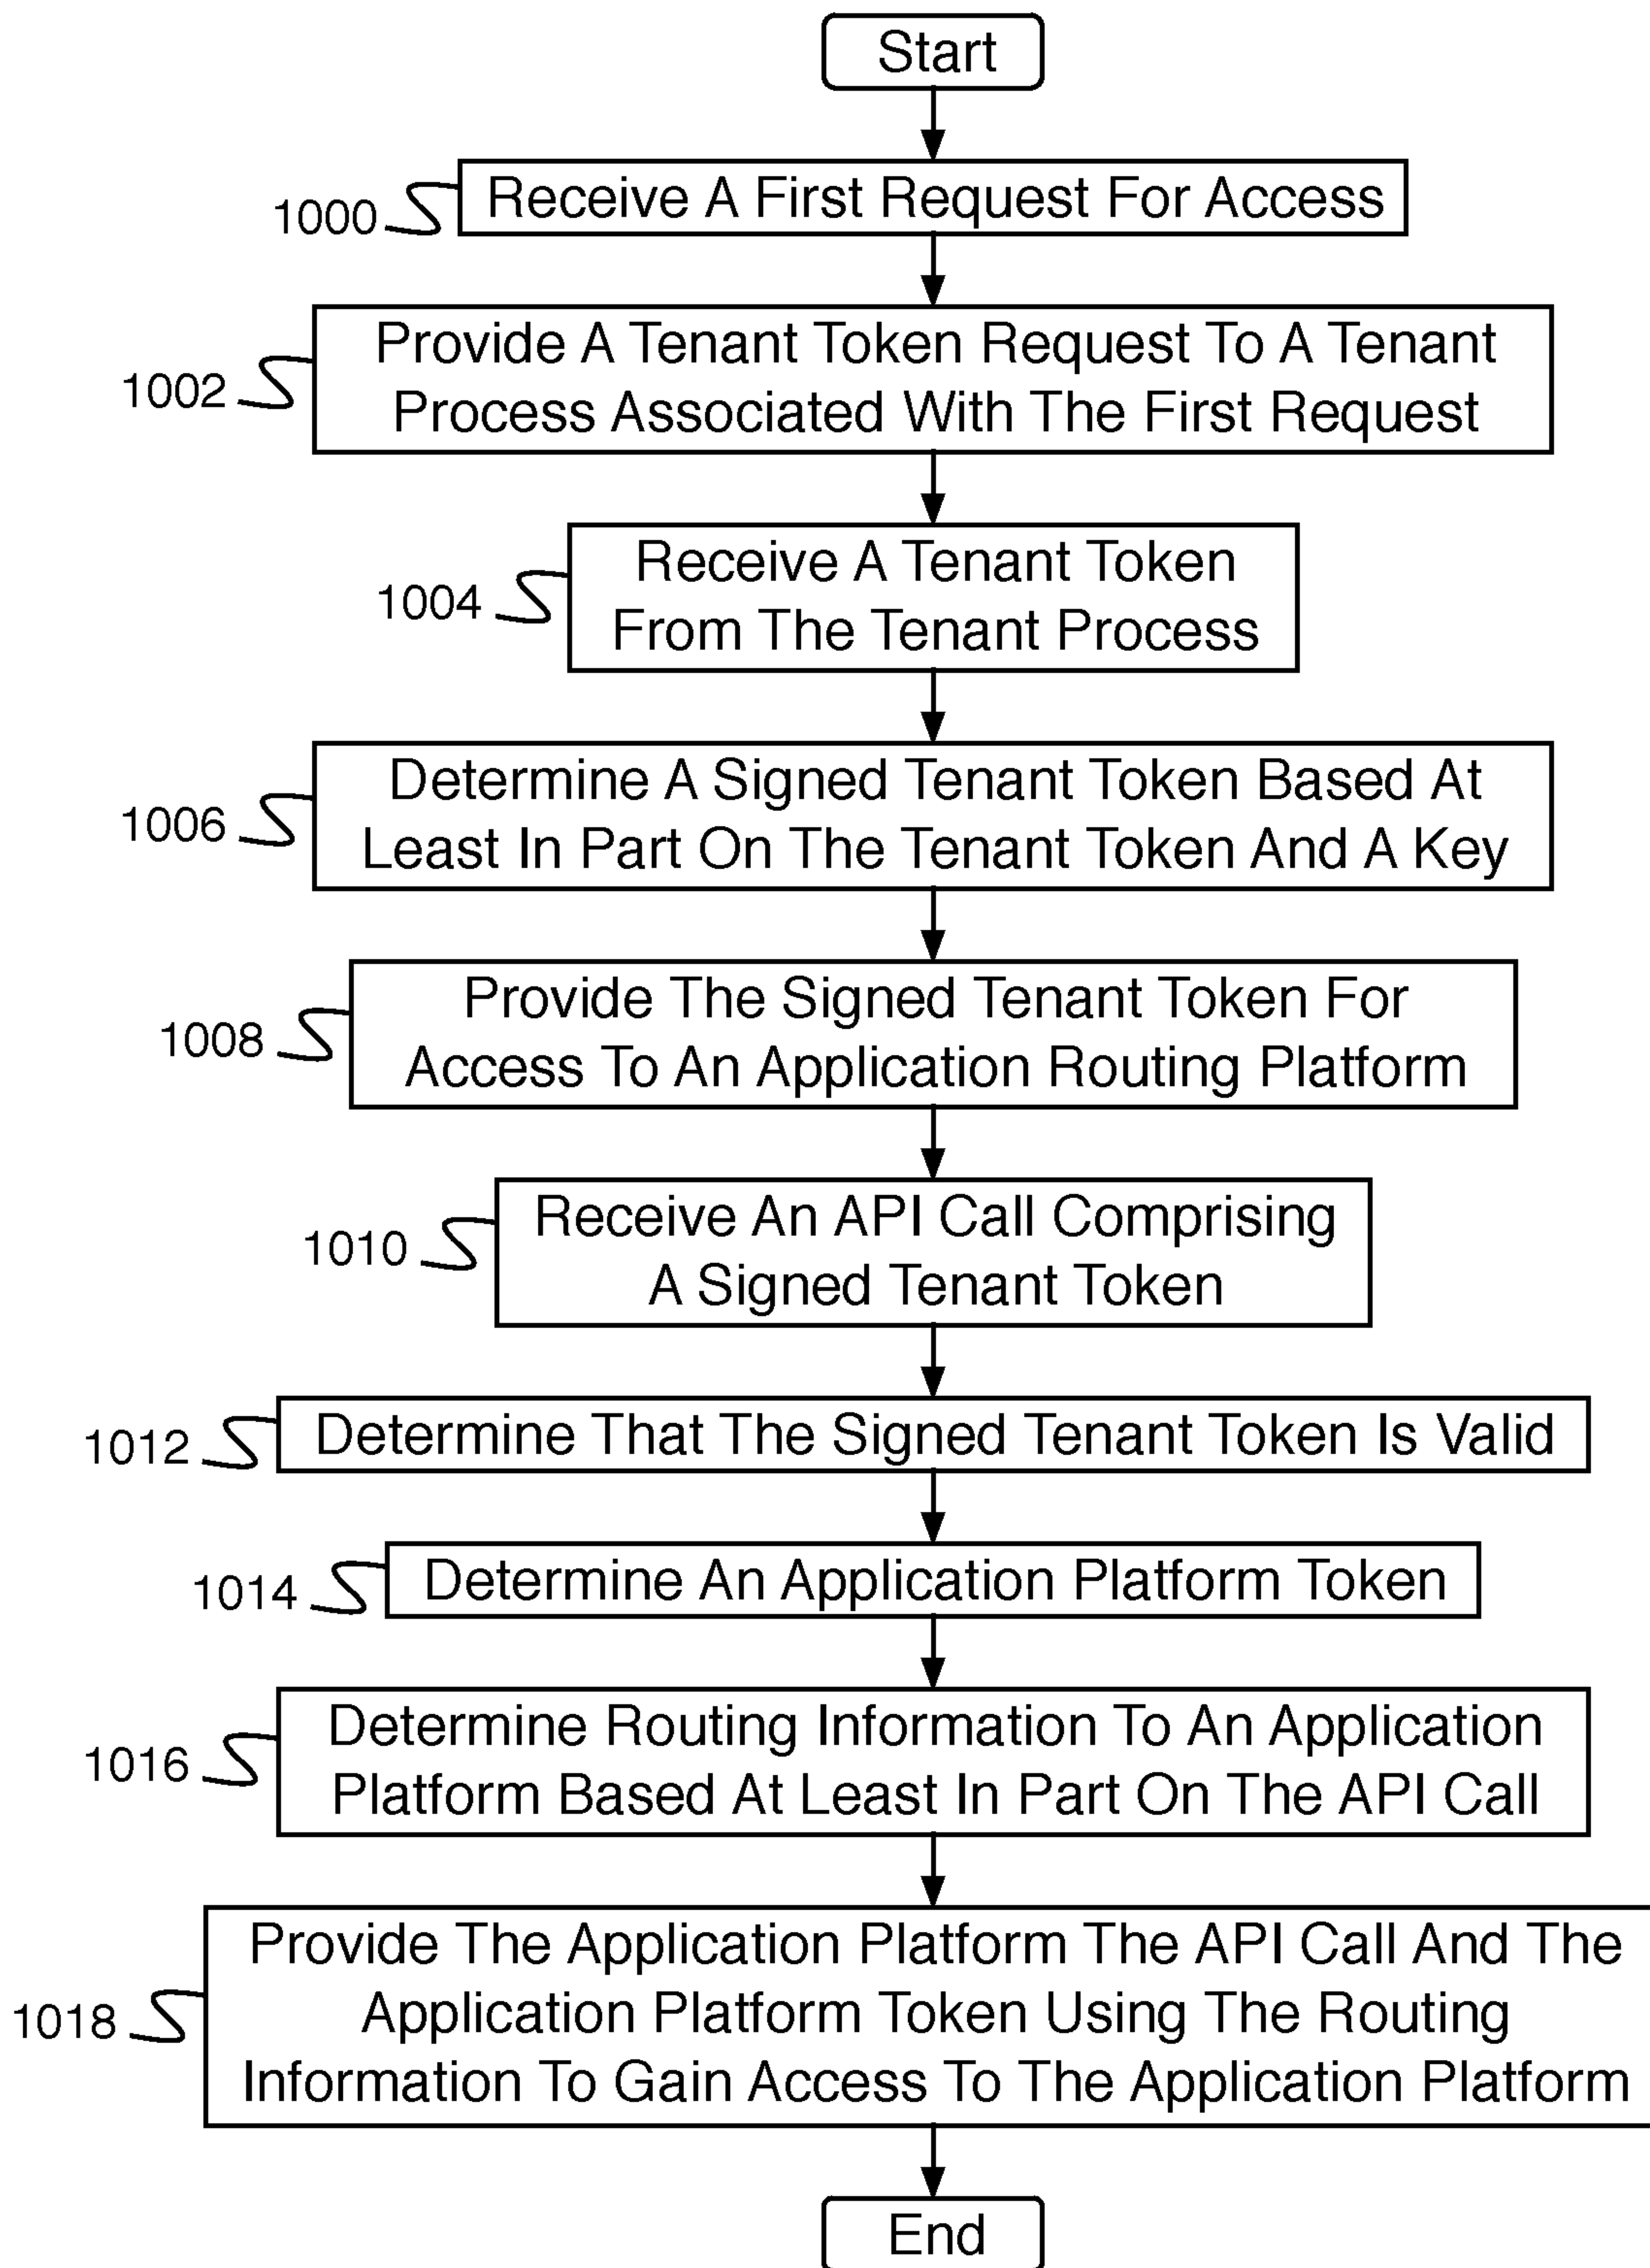 Start
1000
Receive A First Request For Access
1002
Provide A Tenant Token Request To A Tenant
Process Associated With The First Request
1004
Receive A Tenant Token
From The Tenant Process
1006
Determine A Signed Tenant Token Based At
Least In Part On The Tenant Token And A Key
1008
Provide The Signed Tenant Token For
Access To An Application Routing Platform
1010
Receive An API Call Comprising
A Signed Tenant Token
1012
Determine That The Signed Tenant Token Is Valid
1014
Determine An Application Platform Token
1016
Determine Routing Information To An Application
Platform Based At Least In Part On The API Call
1018
Provide The Application Platform The API Call And The
Application Platform Token Using The Routing
Information To Gain Access To The Application Platform
End